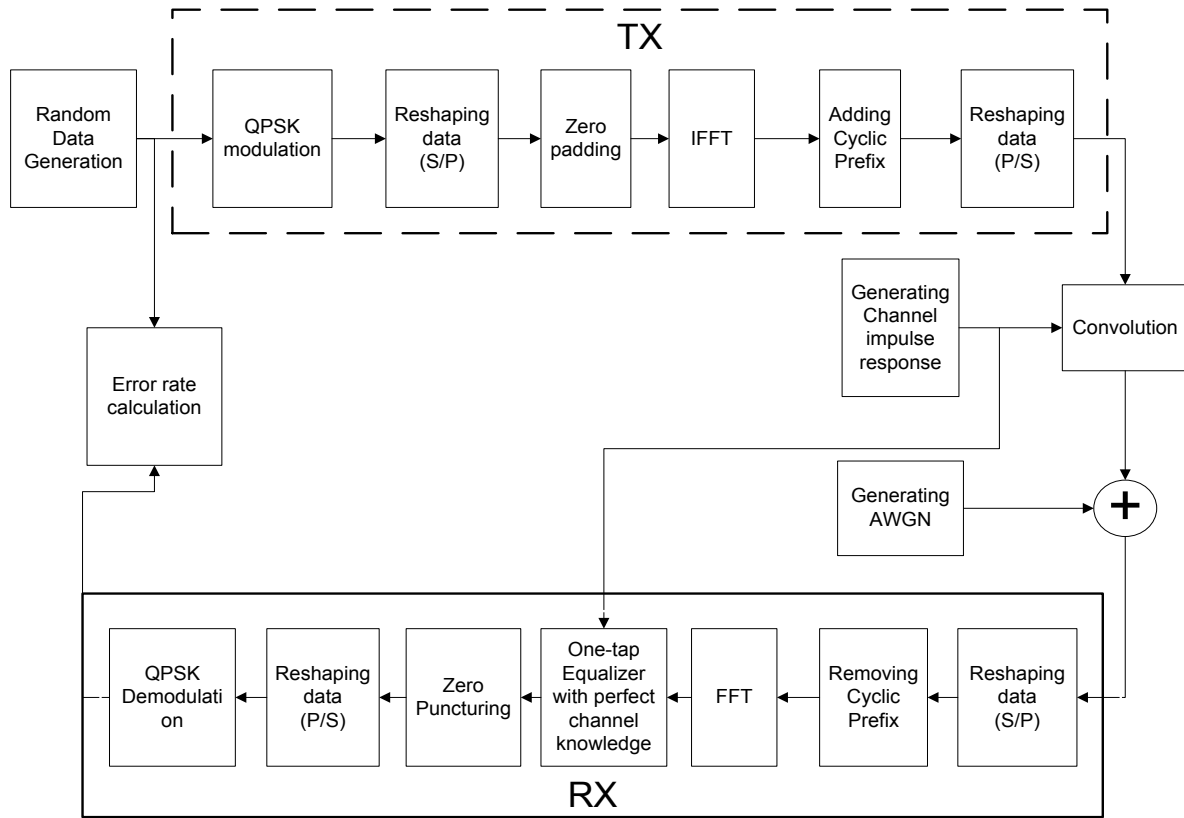 TX
Random
Data
Generation
QPSK
modulation
Reshaping
data
(S/P)
Zero
padding
IFFT
Adding
Cyclic
Prefix
Reshaping
data
(P/S)
Generating
Channel
impulse
response
Convolution
Error rate
calculation
Generating
AWGN
+
QPSK
Demodulati
on
Reshaping
data
(P/S)
Zero
Puncturing
One-tap
Equalizer
with perfect
channel
knowledge
FFT
Removing
Cyclic
Prefix
Reshaping
data
(S/P)
RX